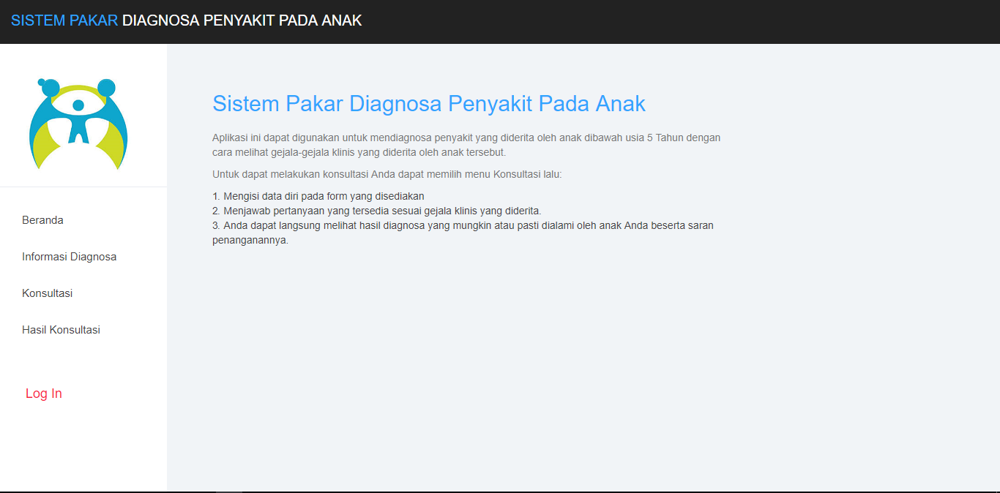 SISTEM PAKAR DIAGNOSA PENYAKIT PADA ANAK
Beranda
Informasi Diagnosa
Konsultasi
Hasil Konsultasi
Log In
Sistem Pakar Diagnosa Penyakit Pada Anak
Aplikasi ini dapat digunakan untuk mendiagnosa penyakit yang diderita oleh anak dibawah usia 5 Tahun dengan
cara melihat gejala-gejala klinis yang diderita oleh anak tersebut.
Untuk dapat melakukan konsultasi Anda dapat memilih menu Konsultasi lalu:
1. Mengisi data diri pada form yang disediakan
2. Menjawab pertanyaan yang tersedia sesuai gejala klinis yang diderita.
3. Anda dapat langsung melihat hasil diagnosa yang mungkin atau pasti dialami oleh anak Anda beserta saran
penanganannya.